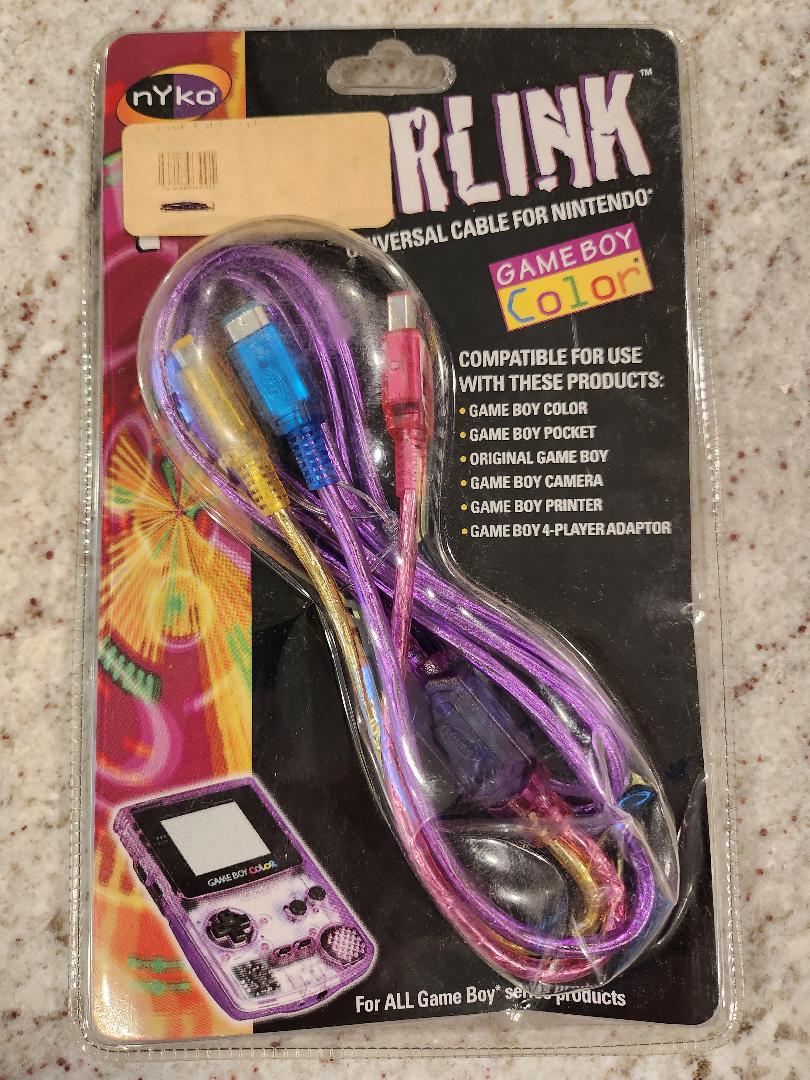 nYko®
RLINK™
UNIVERSAL CABLE FOR NINTENDO*
GAME BOY
Color*
COMPATIBLE FOR USE
WITH THESE PRODUCTS:
• GAME BOY COLOR
• GAME BOY POCKET
• ORIGINAL GAME BOY
• GAME BOY CAMERA
• GAME BOY PRINTER
• GAME BOY 4-PLAYER ADAPTOR
GAME BOY COLOR
For ALL Game Boy* series products